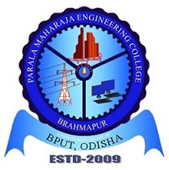 PARALA MAHARAJA ENGINEERING COLLEGE
BRAHMAPUR
BPUT, ODISHA
ESTD-2009